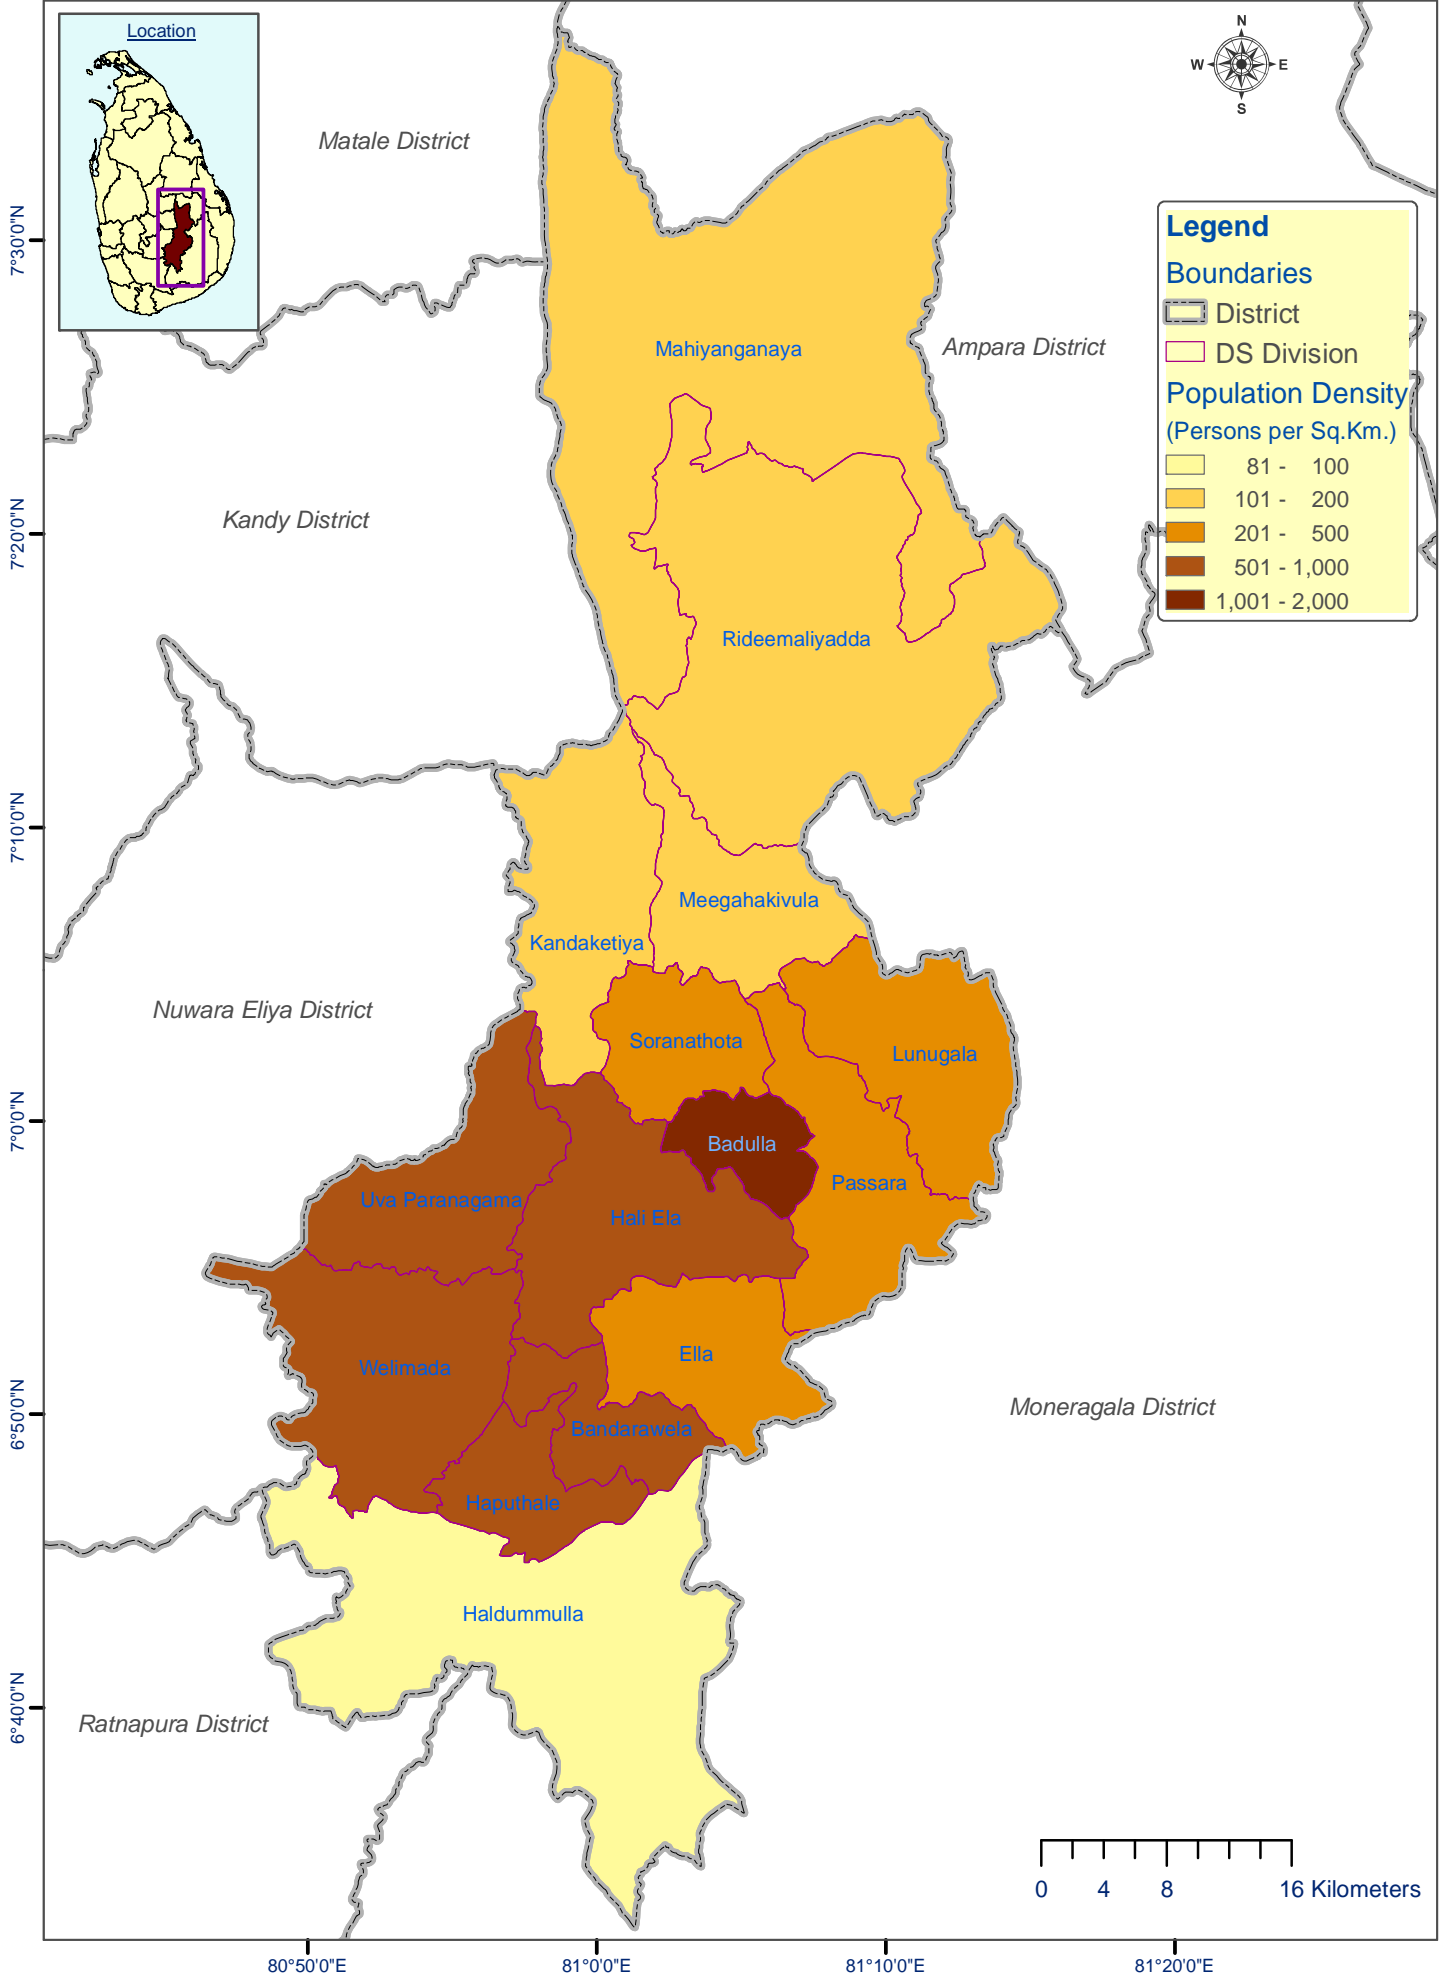 Location
N
W
E
S
Matale District
Legend
Boundaries
District
DS Division
Population Density
(Persons per Sq.Km.)
81 - 100
101 - 200
201 - 500
501 - 1,000
1,001 - 2,000
7°30'0"N
Mahiyanganaya
Ampara District
Kandy District
7°20'0"N
Rideemaliyadda
7°10'0"N
Meegahakivula
Kandaketiya
Nuwara Eliya District
Soranathota
Lunugala
7°0'0"N
Badulla
Passara
Uva Paranagama
Hali Ela
Ella
Welimada
6°50'0"N
Moneragala District
Bandarawela
Haputhale
Haldummulla
6°40'0"N
Ratnapura District
0 4 8 16 Kilometers
80°50'0"E 81°0'0"E 81°10'0"E 81°20'0"E